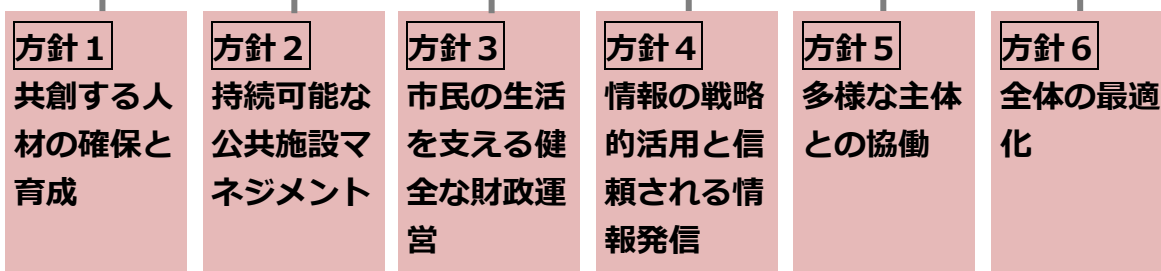 方針１
共創する人
材の確保と
育成
方針２
持続可能な
公共施設マ
ネジメント
方針３
市民の生活
を支える健
全な財政運
営
方針４
情報の戦略
的活用と信
頼される情
報発信
方針５
多様な主体
との協働
方針６
全体の最適
化